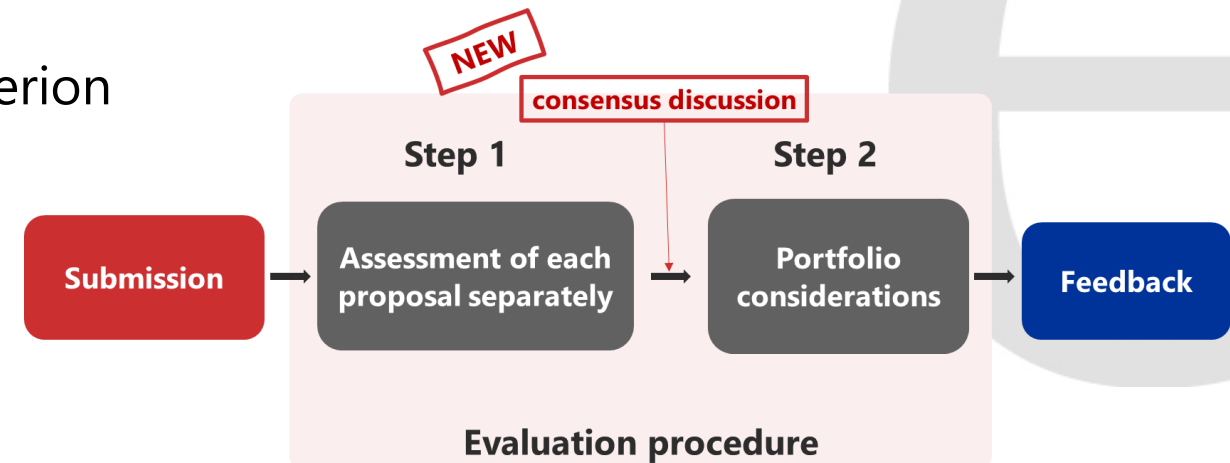 erion
NEW
consensus discussion
Step 1
Step 2
Submission
Assessment of each
proposal separately
Portfolio
considerations
Feedback
Evaluation procedure